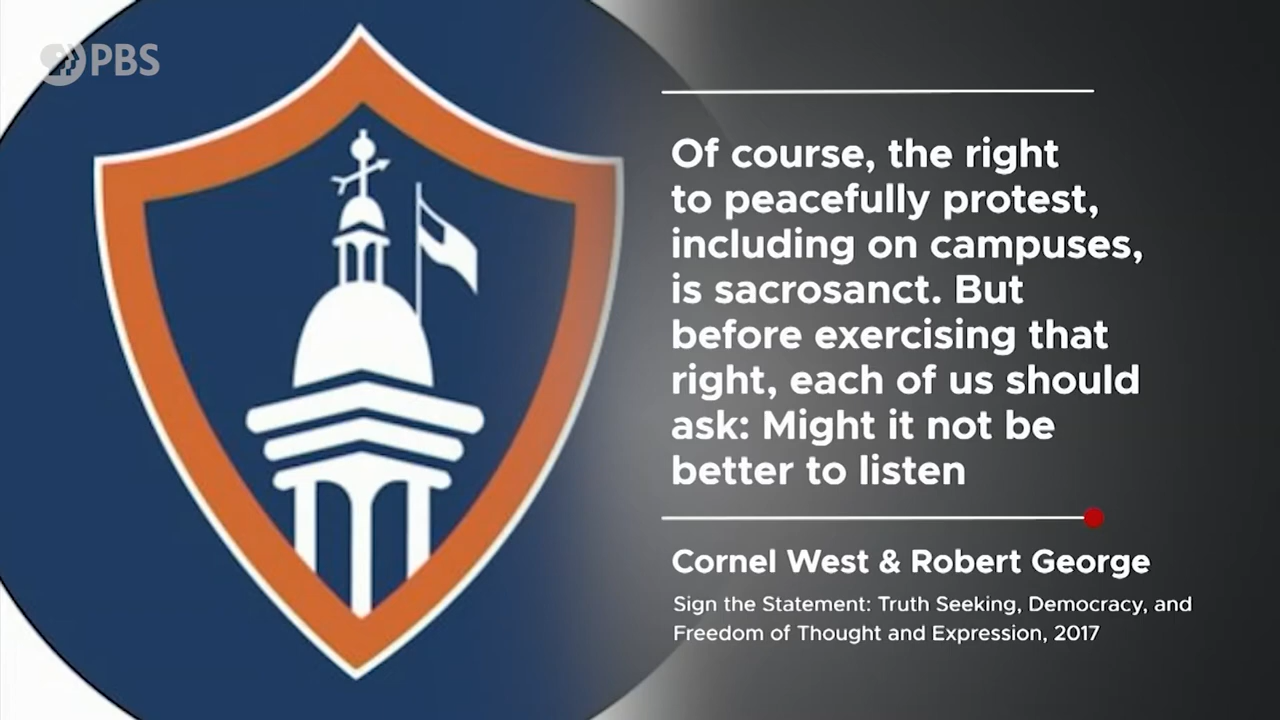 PBS
Of course, the right
to peacefully protest,
including on campuses,
is sacrosanct. But
before exercising that
right, each of us should
ask: Might it not be
better to listen
Cornel West & Robert George
Sign the Statement: Truth Seeking, Democracy, and
Freedom of Thought and Expression, 2017